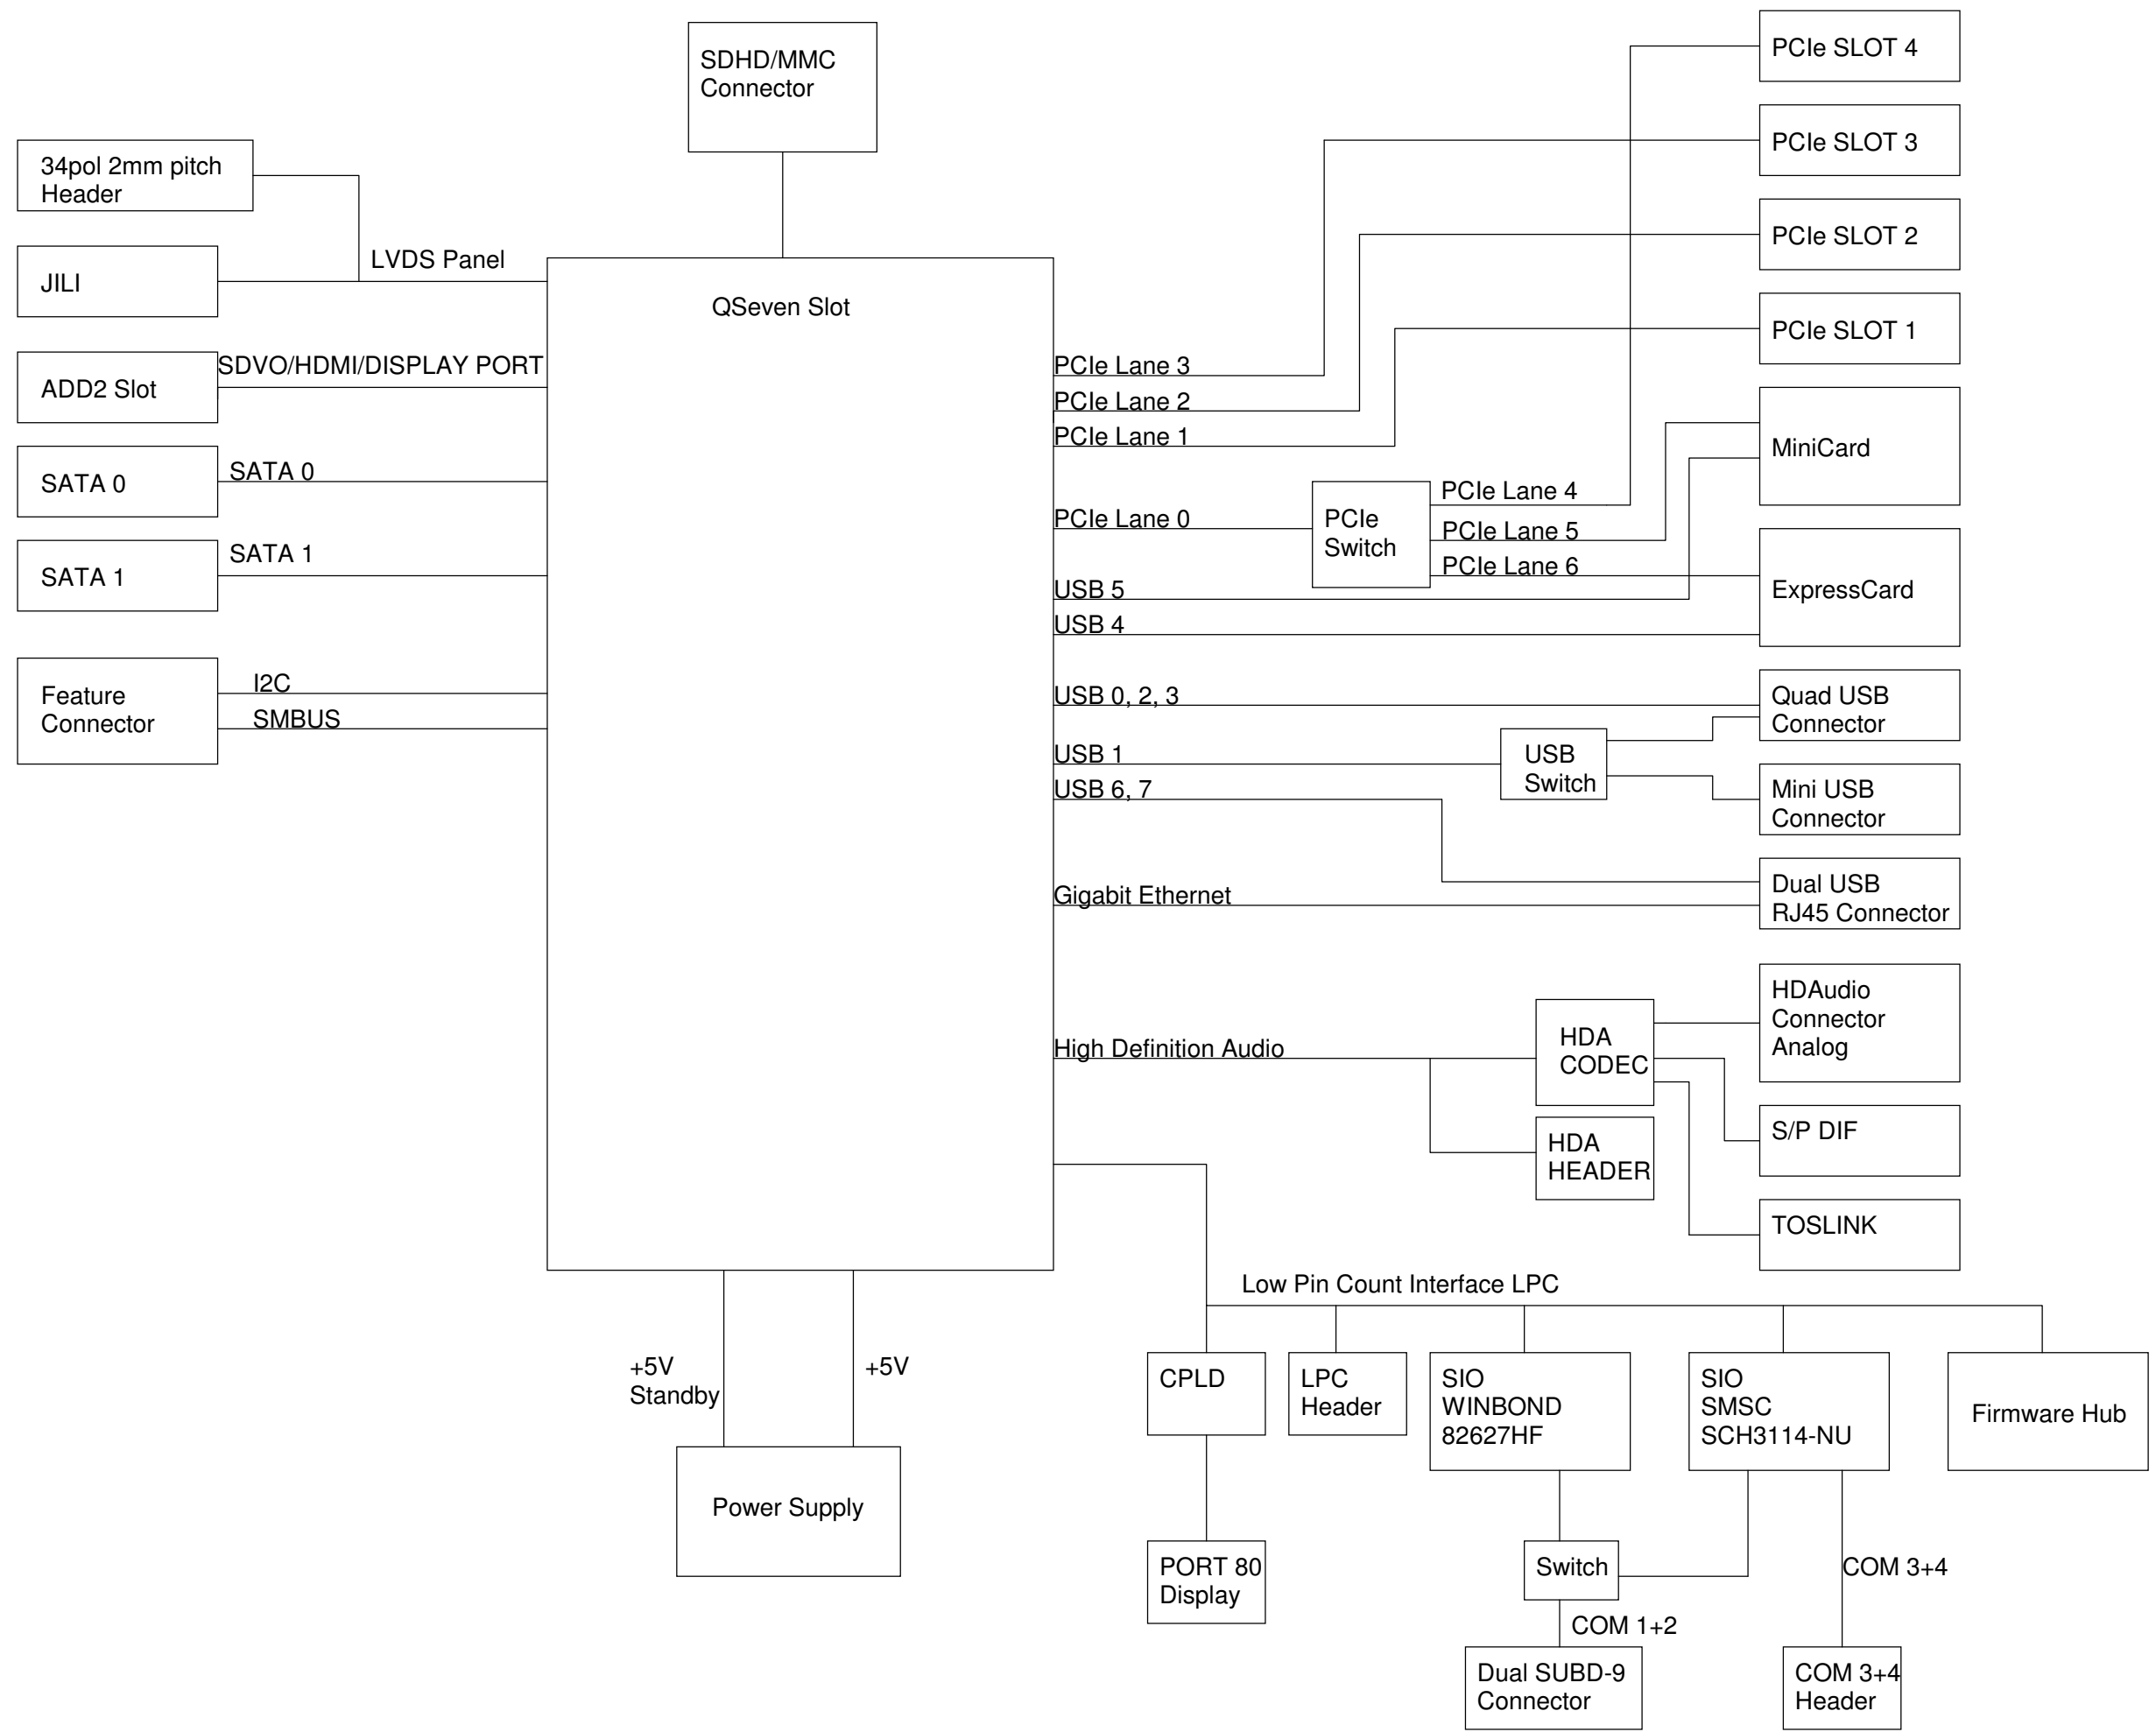 SDHD/MMC
Connector
34pol 2mm pitch
Header
JILI
LVDS Panel
ADD2 Slot
SDVO/HDMI/DISPLAY PORT
SATA 0
SATA 0
SATA 1
SATA 1
Feature
Connector
I2C
SMBUS
QSeven Slot
PCIe Lane 3
PCIe Lane 2
PCIe Lane 1
PCIe Lane 0
PCIe
Switch
PCIe Lane 4
PCIe Lane 5
PCIe Lane 6
USB 5
USB 4
USB 0, 2, 3
USB 1
USB 6, 7
USB
Switch
Gigabit Ethernet
High Definition Audio
PCIe SLOT 4
PCIe SLOT 3
PCIe SLOT 2
PCIe SLOT 1
MiniCard
ExpressCard
Quad USB
Connector
Mini USB
Connector
Dual USB
RJ45 Connector
HDA
CODEC
HDA
HEADER
HDAudio
Connector
Analog
S/P DIF
TOSLINK
Low Pin Count Interface LPC
+5V
Standby
+5V
Power Supply
CPLD
LPC
Header
SIO
WINBOND
82627HF
SIO
SMSC
SCH3114-NU
Firmware Hub
PORT 80
Display
Switch
COM 3+4
COM 1+2
Dual SUBD-9
Connector
COM 3+4
Header